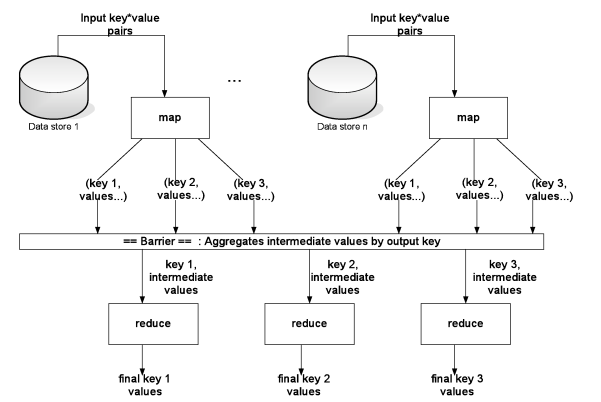 Input key*value
pairs
Input key*value
pairs
...
Data store 1
Data store n
map
map
(key 1,
values...)
(key 2,
values...)
(key 3,
values...)
(key 1,
values...)
(key 2,
values...)
(key 3,
values...)
== Barrier == : Aggregates intermediate values by output key
key 1,
intermediate
values
key 2,
intermediate
values
key 3,
intermediate
values
reduce
reduce
reduce
final key 1
values
final key 2
values
final key 3
values